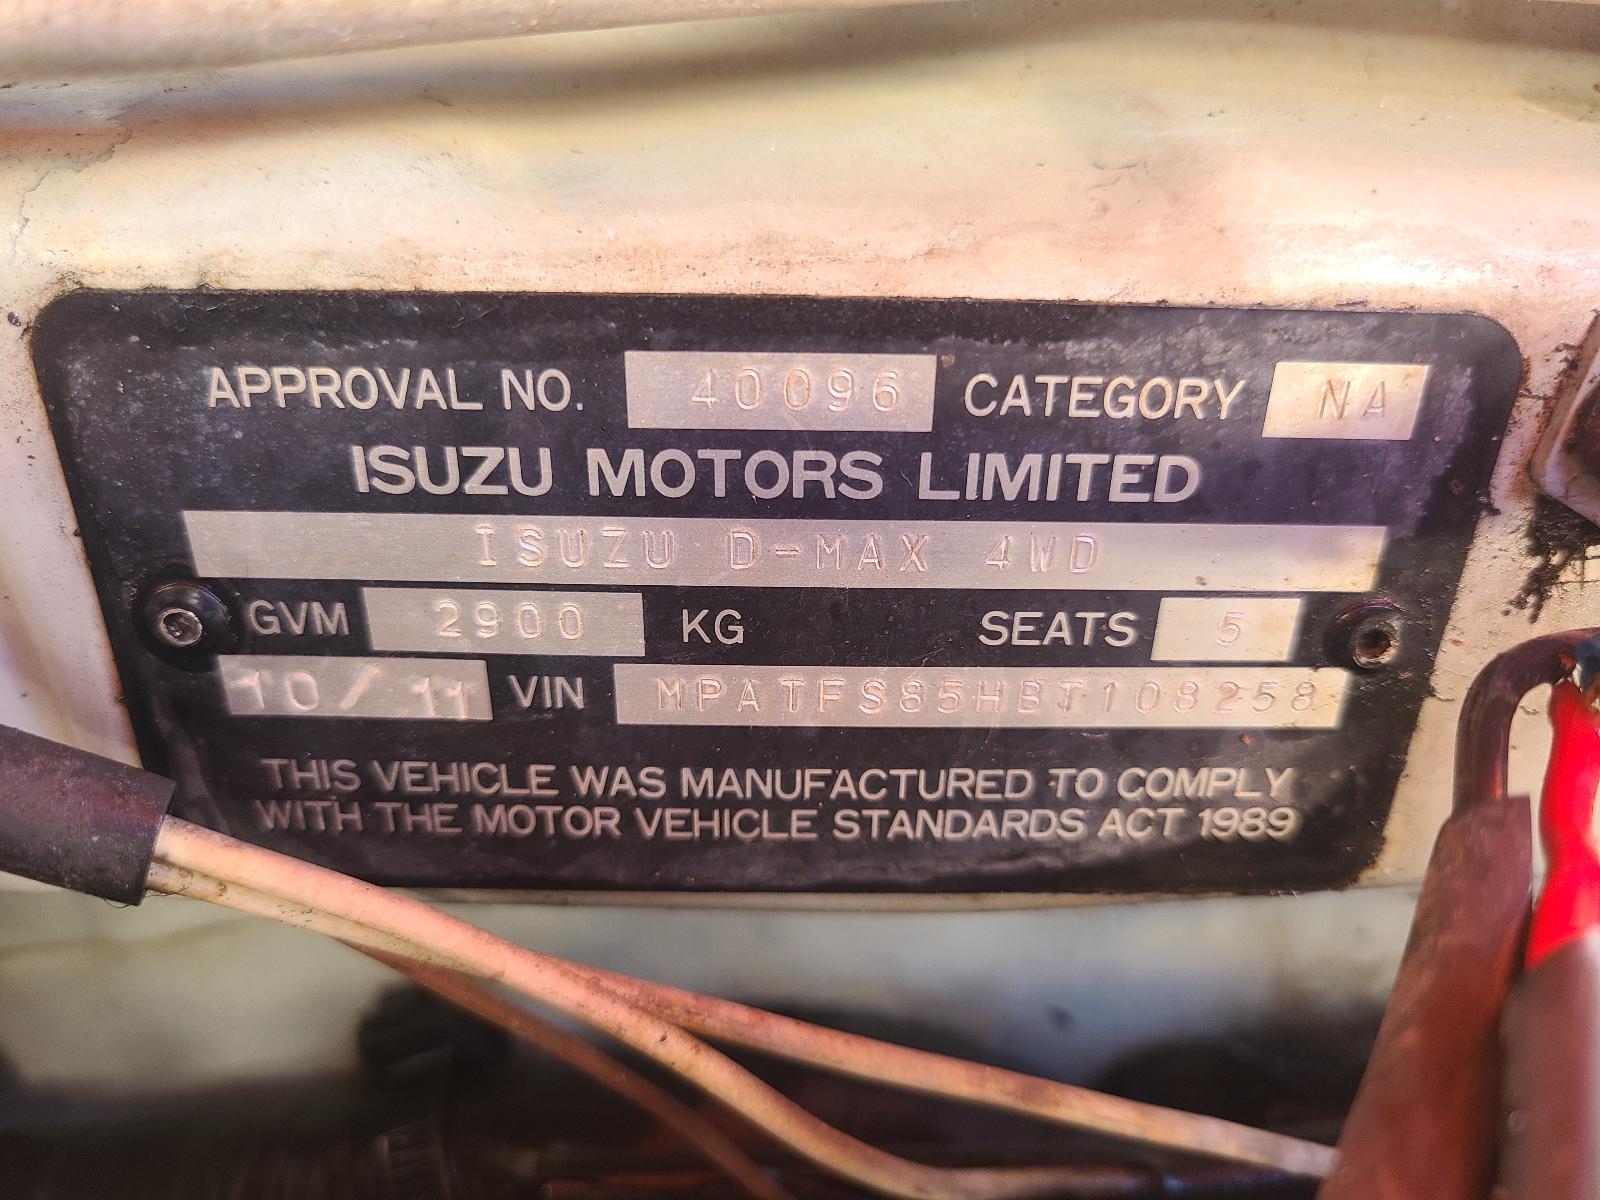 APPROVAL NO. 40096 CATEGORY NA
ISUZU MOTORS LIMITED
ISUZU D-MAX 4WD
GVM 2900 KG SEATS 5
10/11 VIN MPATFS85HBT108258
THIS VEHICLE WAS MANUFACTURED TO COMPLY
WITH THE MOTOR VEHICLE STANDARDS ACT 1989